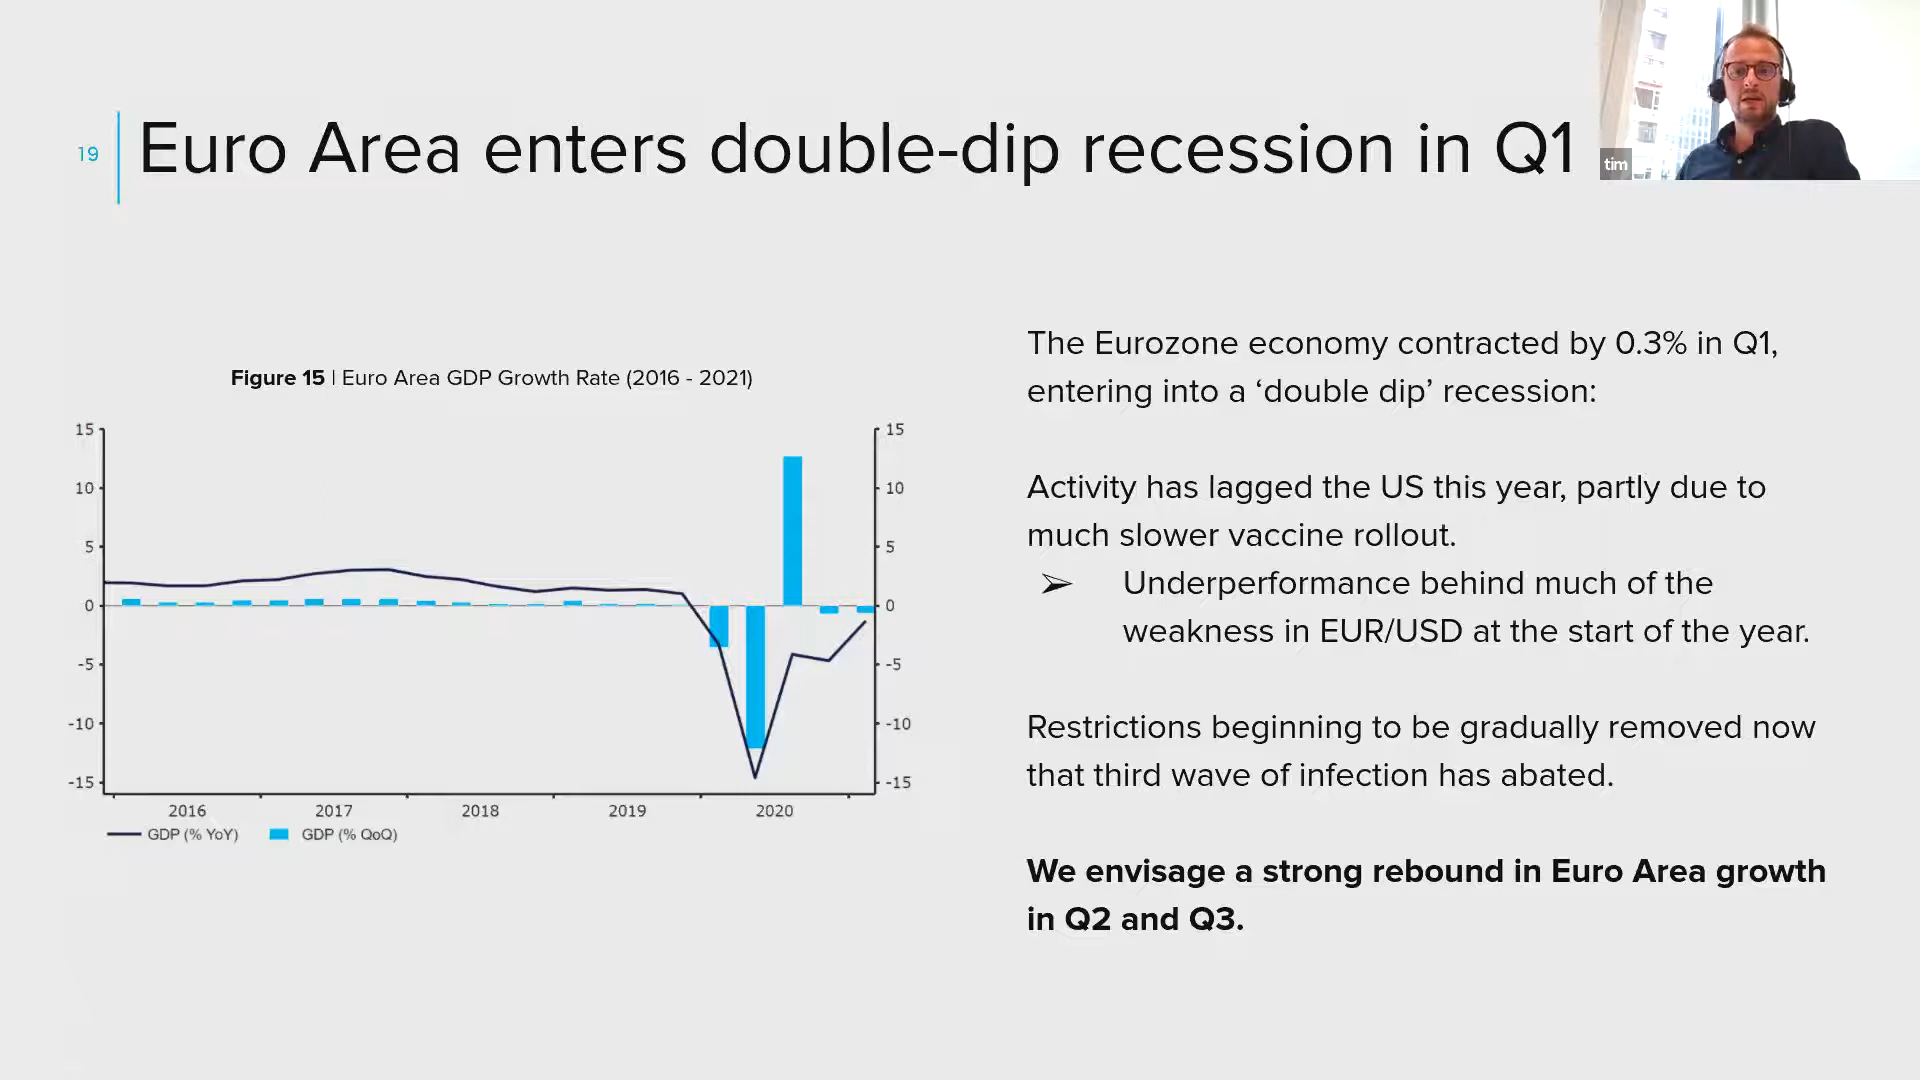 19
Euro Area enters double-dip recession in Q1
tim
Figure 15 | Euro Area GDP Growth Rate (2016 - 2021)
15 15
10 10
5 5
0 0
-5 -5
-10 -10
-15 -15
2016 2017 2018 2019 2020
GDP (% YoY) GDP (% QoQ)
The Eurozone economy contracted by 0.3% in Q1,
entering into a ‘double dip’ recession:
Activity has lagged the US this year, partly due to
much slower vaccine rollout.
➢ Underperformance behind much of the
weakness in EUR/USD at the start of the year.
Restrictions beginning to be gradually removed now
that third wave of infection has abated.
We envisage a strong rebound in Euro Area growth
in Q2 and Q3.